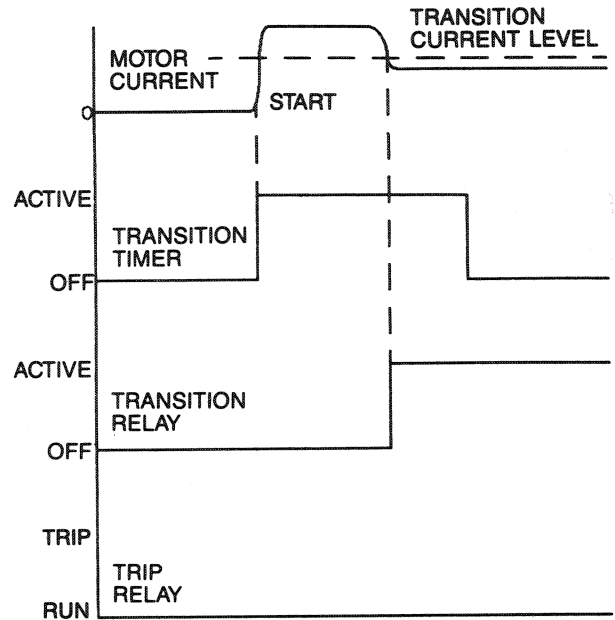 TRANSITION
CURRENT LEVEL
MOTOR
CURRENT
START
0
ACTIVE
TRANSITION
TIMER
OFF
ACTIVE
TRANSITION
RELAY
OFF
TRIP
TRIP
RELAY
RUN